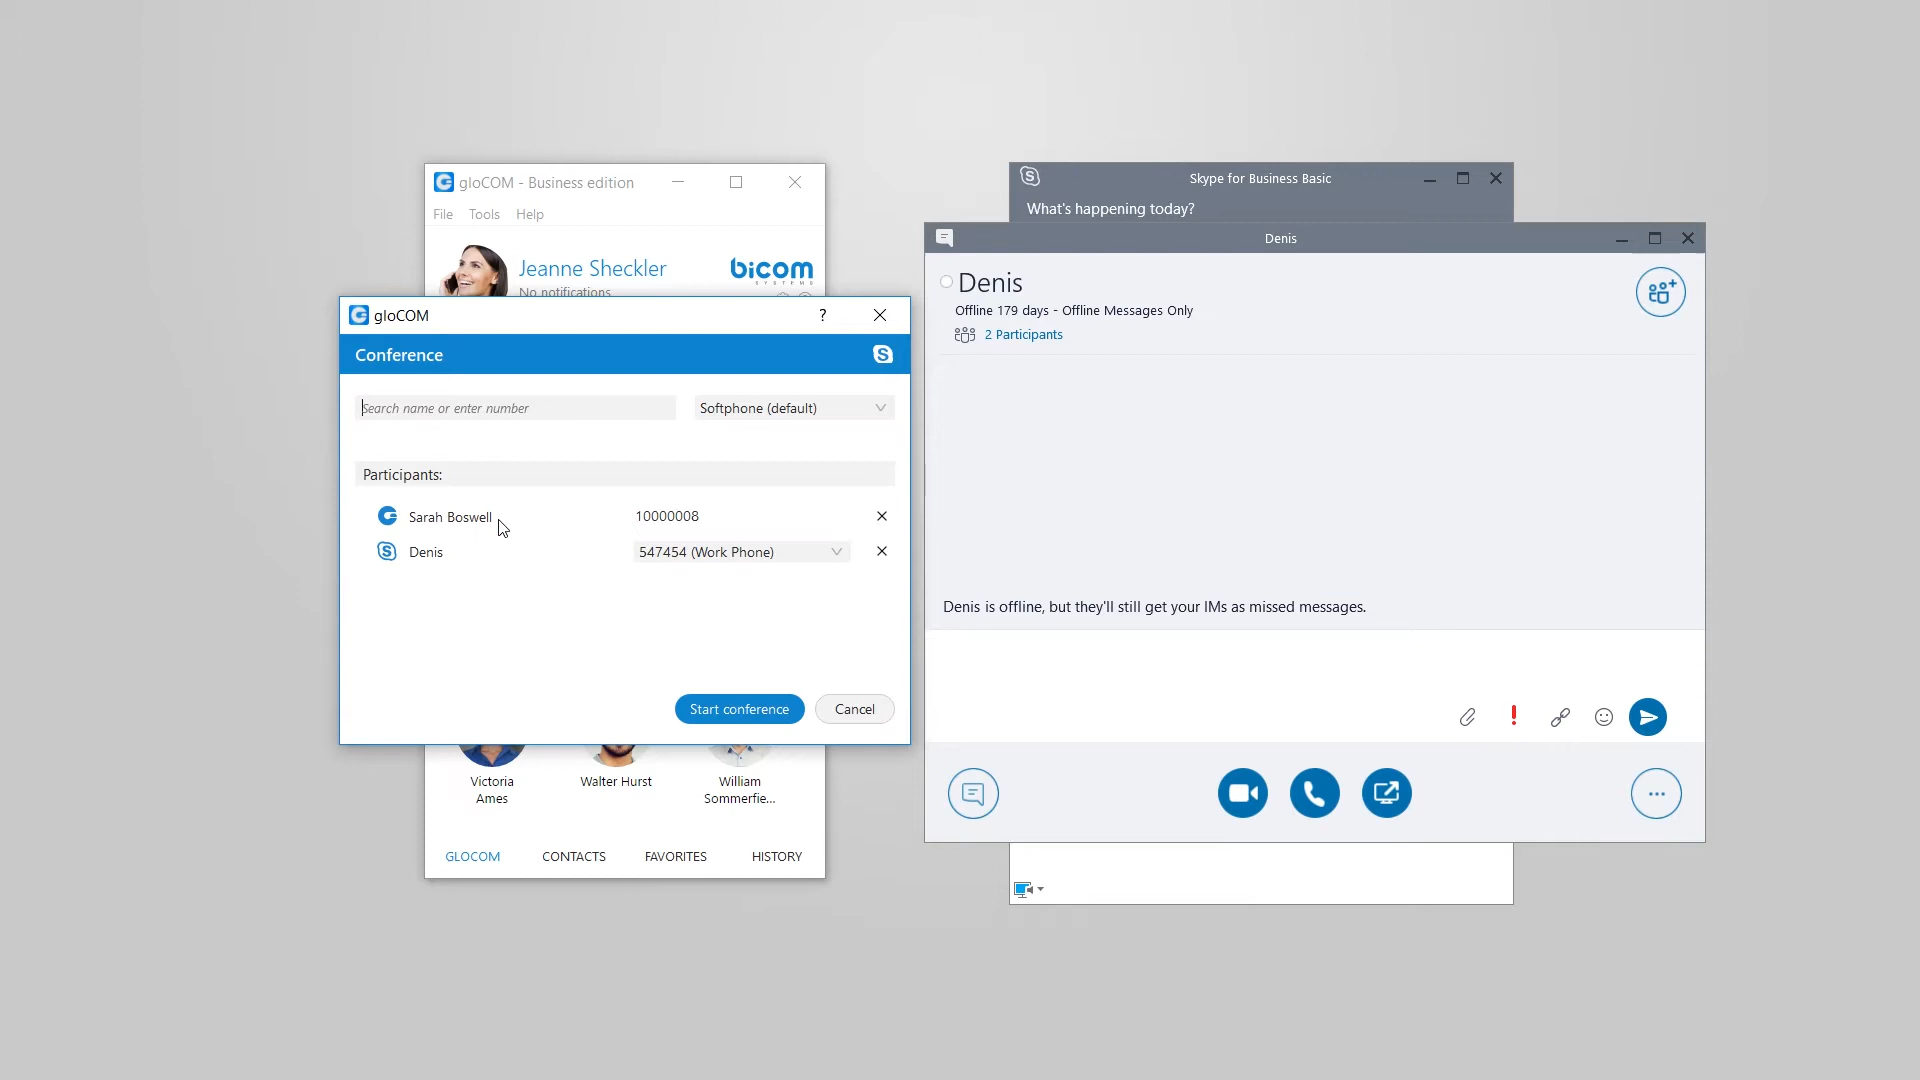 gloCOM - Business edition
File Tools Help
Jeanne Sheckler
bicom
SYSTEMS
No notifications
gloCOM
?
Conference
Search name or enter number
Softphone (default)
Participants:
Sarah Boswell 10000008
Denis 547454 (Work Phone)
Start conference Cancel
Victoria
Ames
Walter Hurst
William
Sommerfie...
GLOCOM CONTACTS FAVORITES HISTORY
Skype for Business Basic
What's happening today?
Denis
Denis
Offline 179 days - Offline Messages Only
2 Participants
Denis is offline, but they'll still get your IMs as missed messages.